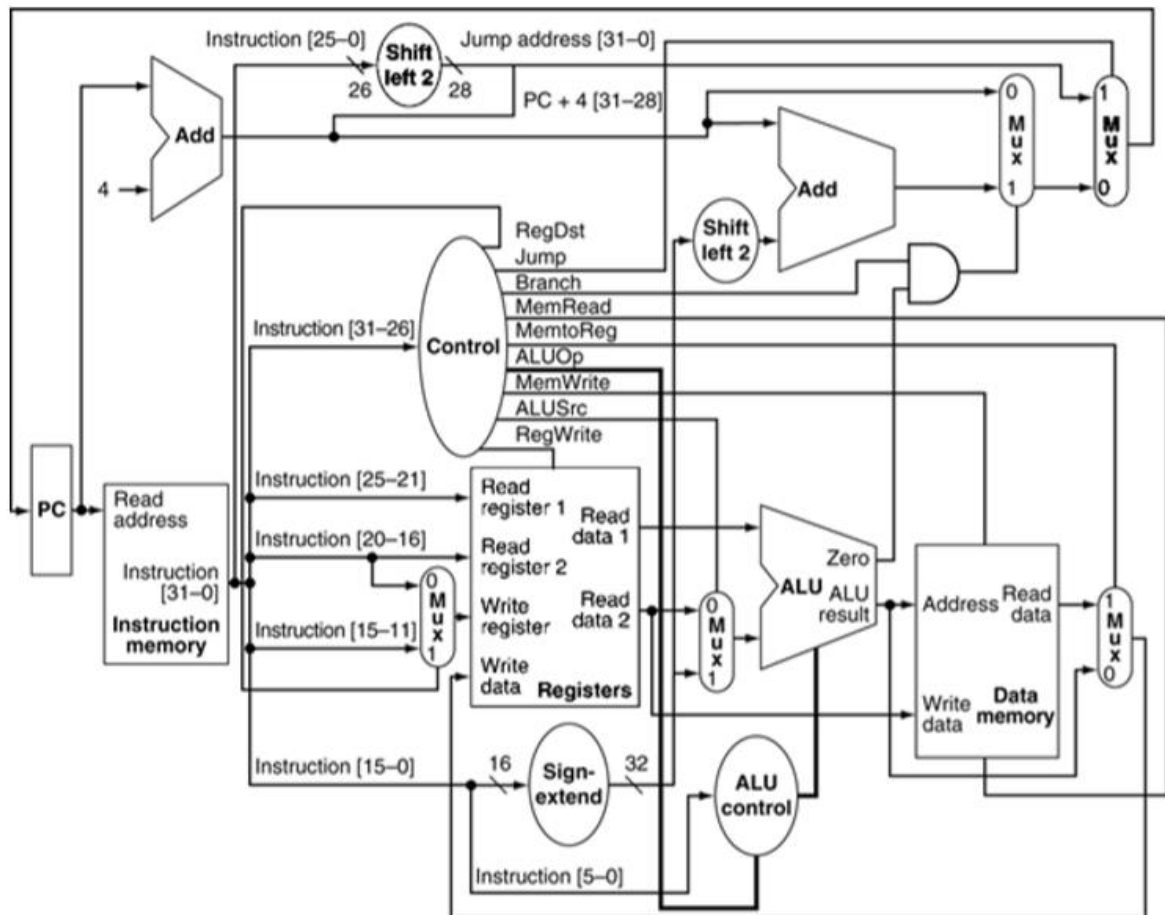 Instruction [25–0]
Shift
left 2
Jump address [31–0]
26
28
PC + 4 [31–28]
Add
4
0
M
u
x
1
1
M
u
x
0
Add
Shift
left 2
RegDst
Jump
Branch
MemRead
MemtoReg
ALUOp
MemWrite
ALUSrc
RegWrite
Instruction [31–26]
Control
PC
Read
address
Instruction
[31–0]
Instruction
memory
Instruction [25–21]
Instruction [20–16]
Instruction [15–11]
0
M
u
x
1
Read
register 1
Read
register 2
Write
register
Write
data
Read
data 1
Read
data 2
Registers
0
M
u
x
1
Zero
ALU
ALU
result
Address
Read
data
Write
data
Data
memory
1
M
u
x
0
Instruction [15–0]
16
Sign-
extend
32
ALU
control
Instruction [5–0]